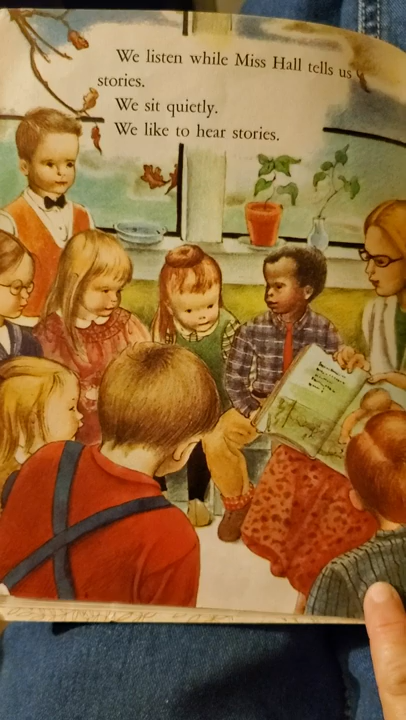 We listen while Miss Hall tells us
stories.
We sit quietly.
We like to hear stories.